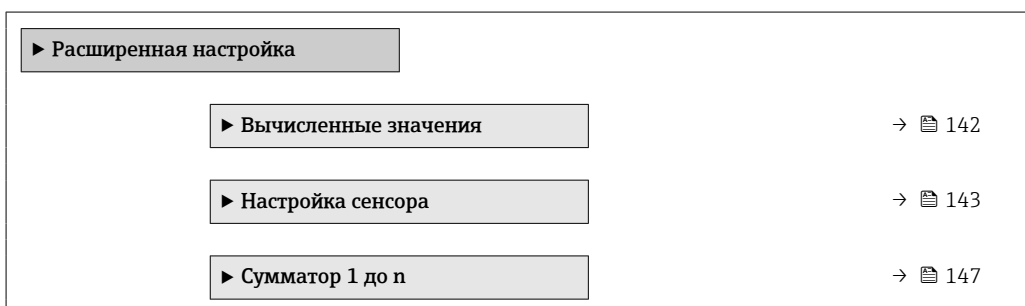 ▶ Расширенная настройка
▶ Вычисленные значения → 142
▶ Настройка сенсора → 143
▶ Сумматор 1 до n → 147